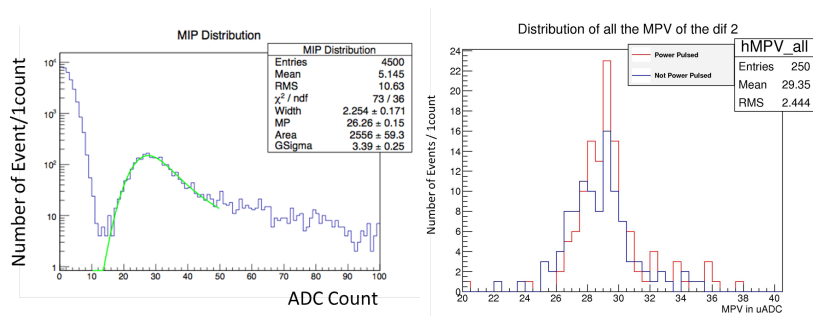 MIP Distribution
MIP Distribution
Entries 4500
Mean 5.145
RMS 10.63
χ² / ndf 73 / 36
Width 2.254 ± 0.171
MP 26.26 ± 0.15
Area 2556 ± 59.3
GSigma 3.39 ± 0.25
Number of Event/1count
10⁴
10³
10²
10
1
0 10 20 30 40 50 60 70 80 90 100
ADC Count
Distribution of all the MPV of the dif 2
hMPV_all
Entries 250
Mean 29.35
RMS 2.444
Power Pulsed
Not Power Pulsed
Number of Events / 1count
24
22
20
18
16
14
12
10
8
6
4
2
0
20 22 24 26 28 30 32 34 36 38 40
MPV in uADC